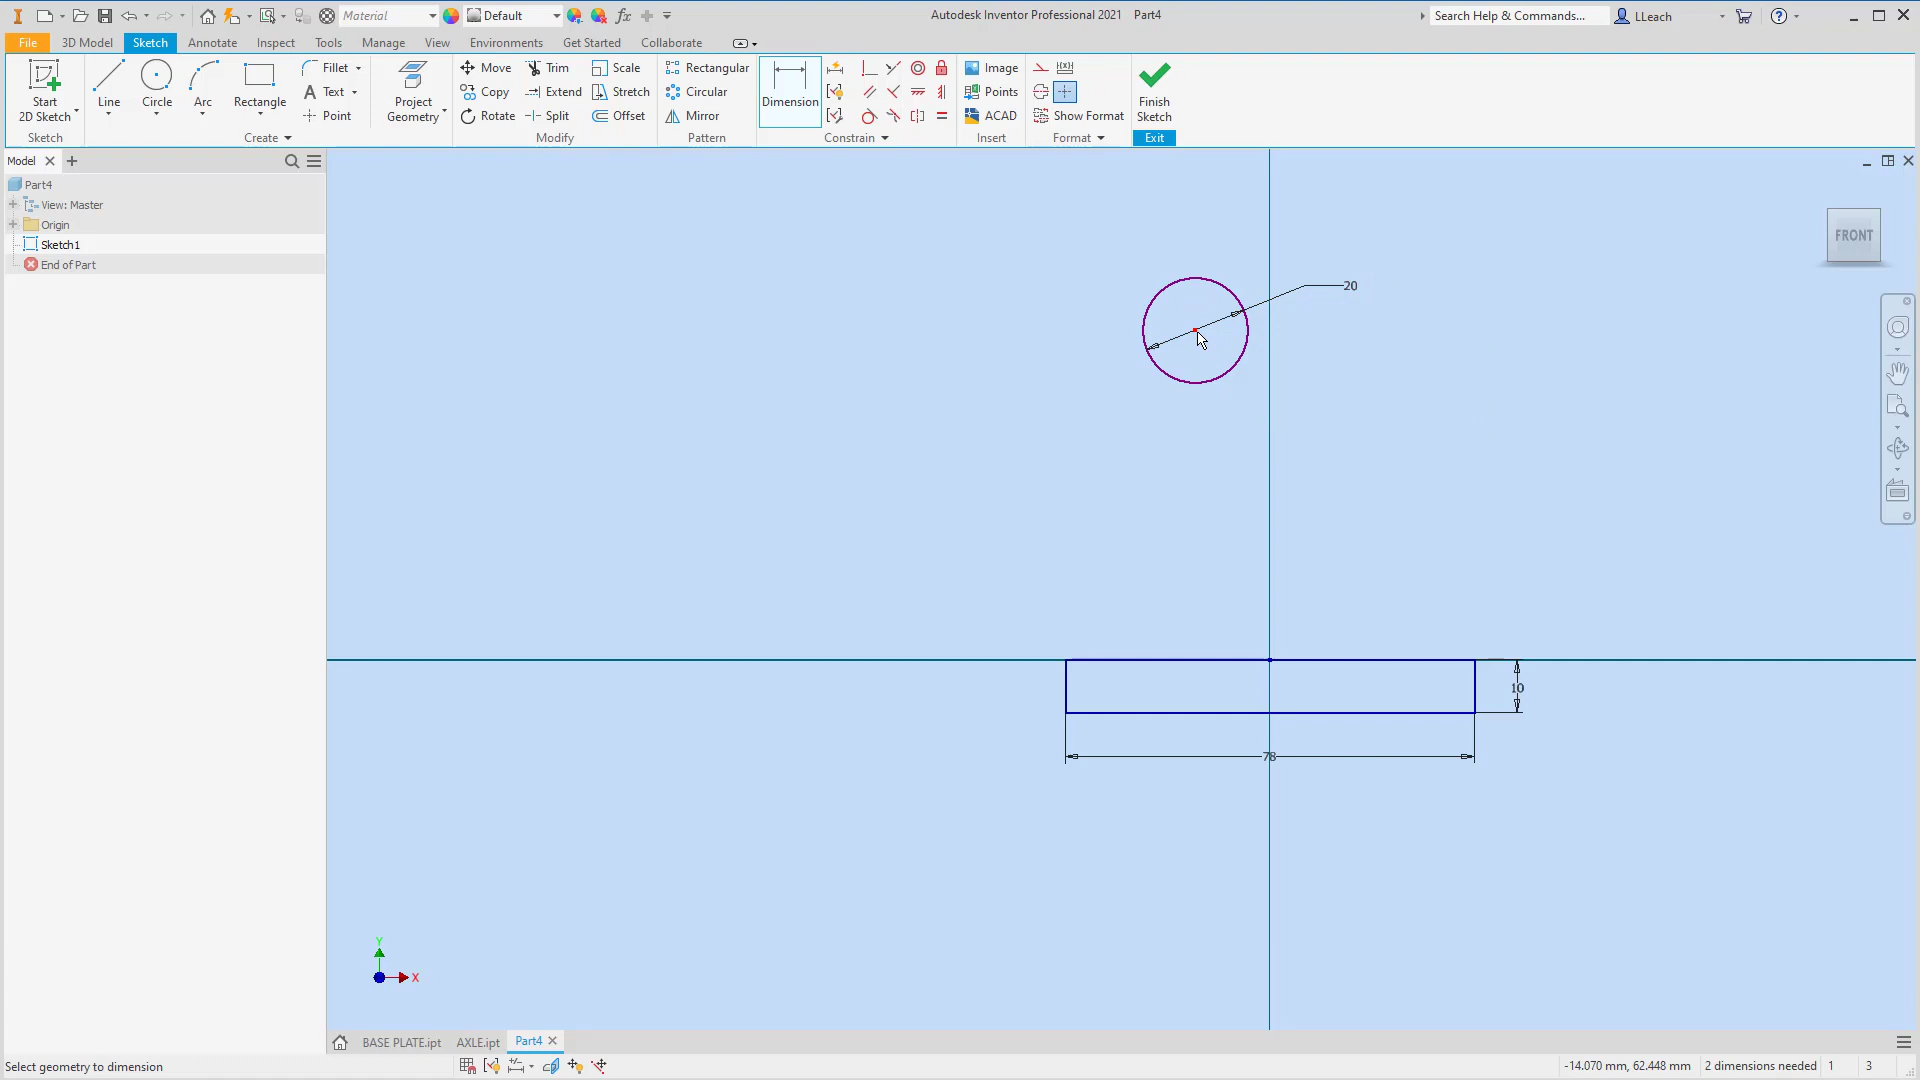 Material
Default
fx
Autodesk Inventor Professional 2021 Part4
Search Help & Commands...
LLeach
File 3D Model Sketch Annotate Inspect Tools Manage View Environments Get Started Collaborate
Start
2D Sketch
Line
Circle
Arc
Rectangle
Fillet
Text
Point
Project
Geometry
Move
Copy
Rotate
Trim
Extend
Split
Scale
Stretch
Offset
Rectangular
Circular
Mirror
Dimension
Image
Points
ACAD
Show Format
Finish
Sketch
Sketch
Create
Modify
Pattern
Constrain
Insert
Format
Exit
Model
Part4
View: Master
Origin
Sketch1
End of Part
FRONT
20
10
78
Y
X
BASE PLATE.ipt AXLE.ipt Part4
Select geometry to dimension
-14.070 mm, 62.448 mm 2 dimensions needed 1 3